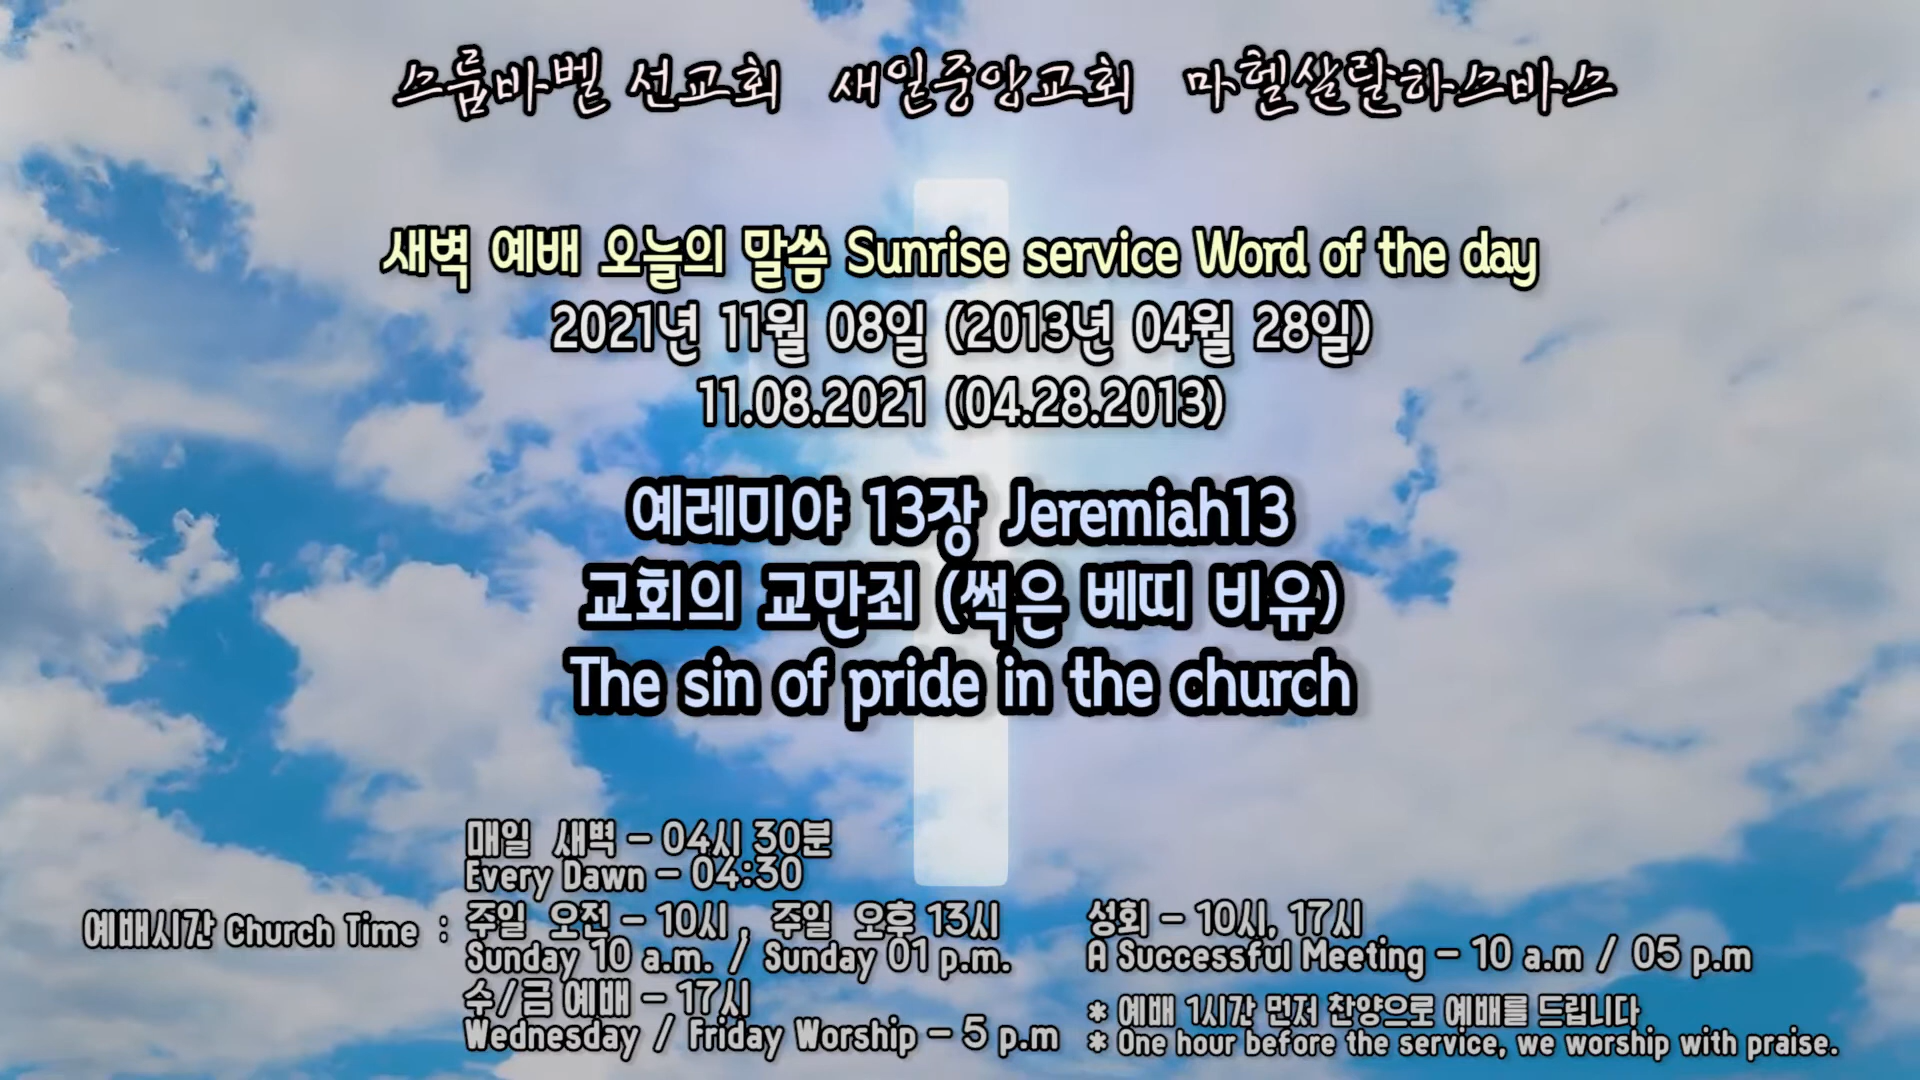 스룹바벨 선교회 새일중앙교회 마헬살랄하스바스
새벽 예배 오늘의 말씀 Sunrise service Word of the day
2021년 11월 08일 (2013년 04월 28일)
11.08.2021 (04.28.2013)
예레미야 13장 Jeremiah13
교회의 교만죄 (썩은 베띠 비유)
The sin of pride in the church
예배시간 Church Time :
매일 새벽 - 04시 30분
Every Dawn - 04:30
주일 오전 - 10시, 주일 오후 13시
Sunday 10 a.m. / Sunday 01 p.m.
수/금 예배 - 17시
Wednesday / Friday Worship - 5 p.m
성회 - 10시, 17시
A Successful Meeting - 10 a.m / 05 p.m
* 예배 1시간 먼저 찬양으로 예배를 드립니다
* One hour before the service, we worship with praise.